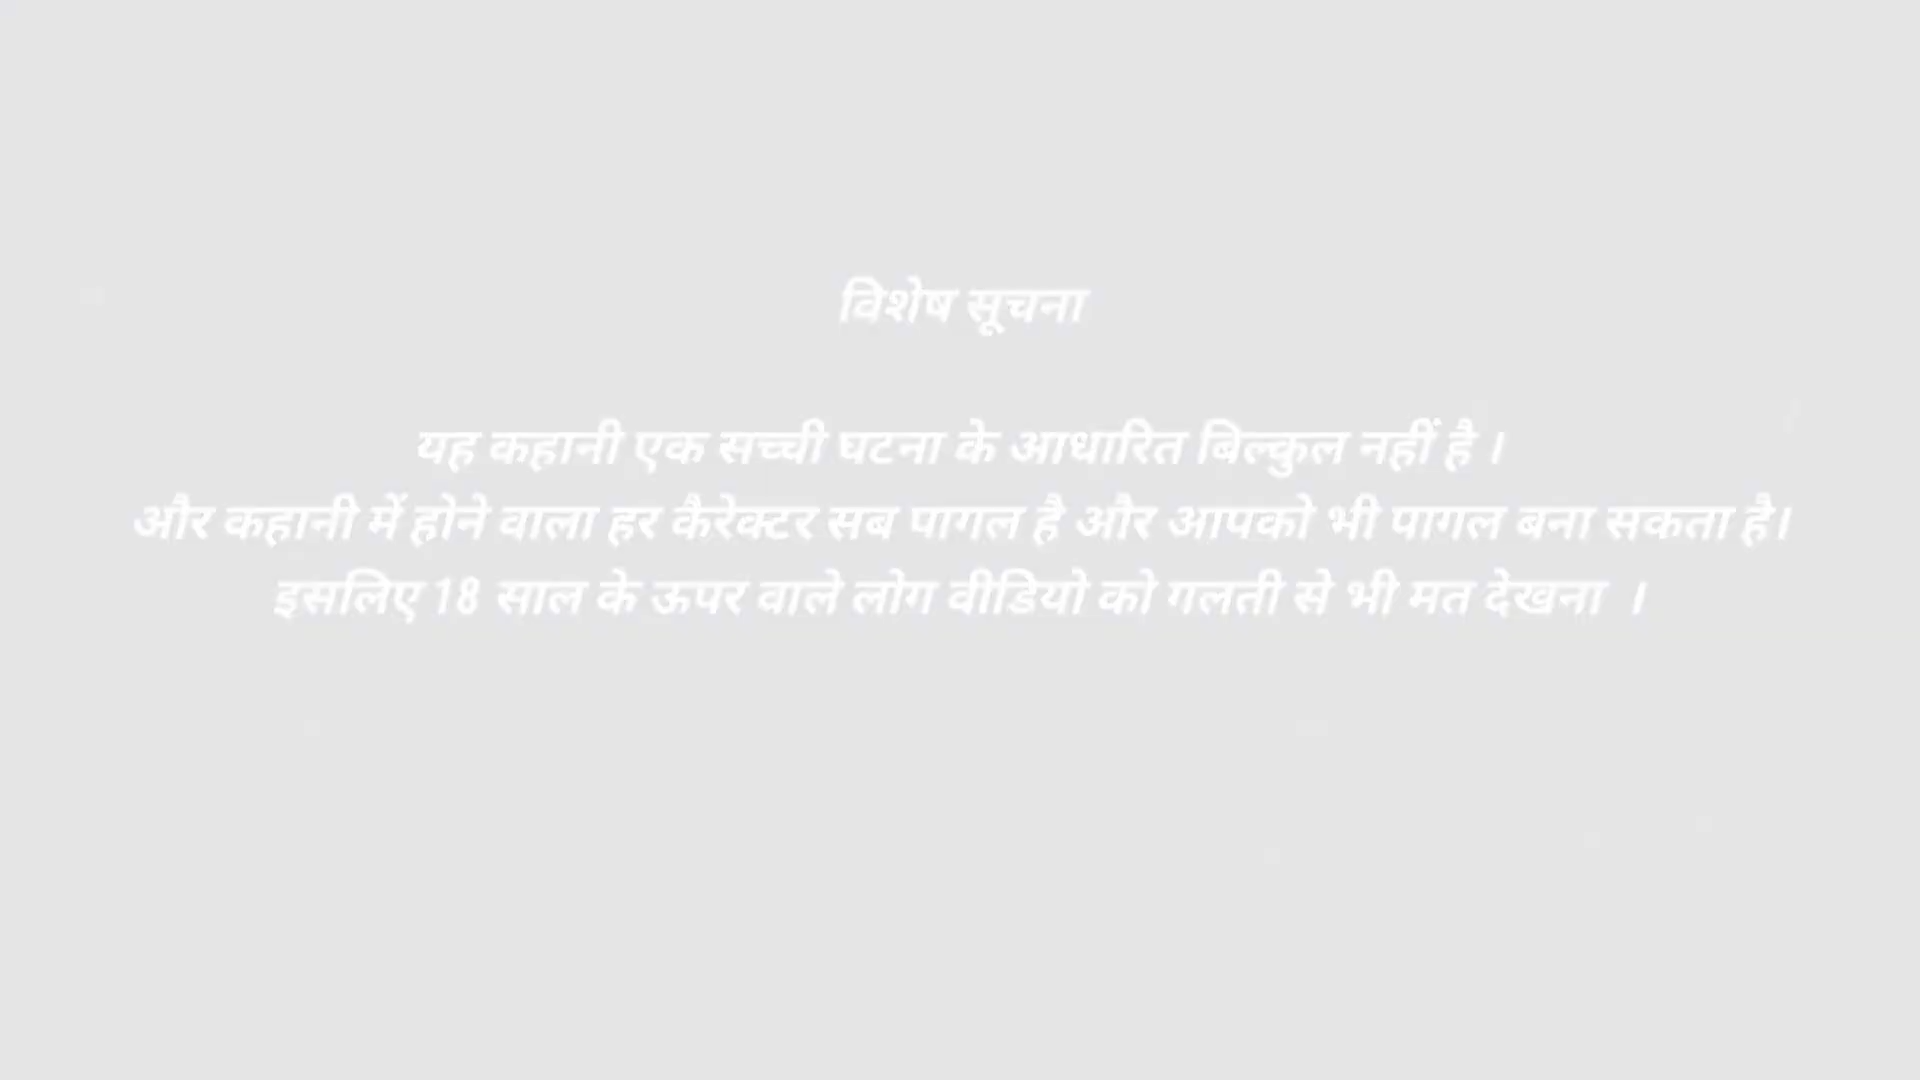 विशेष सूचना
यह कहानी एक सच्ची घटना के आधारित बिल्कुल नहीं है ।
और कहानी में होने वाला हर कैरेक्टर सब पागल है और आपको भी पागल बना सकता है।
इसलिए 18 साल के ऊपर वाले लोग वीडियो को गलती से भी मत देखना ।